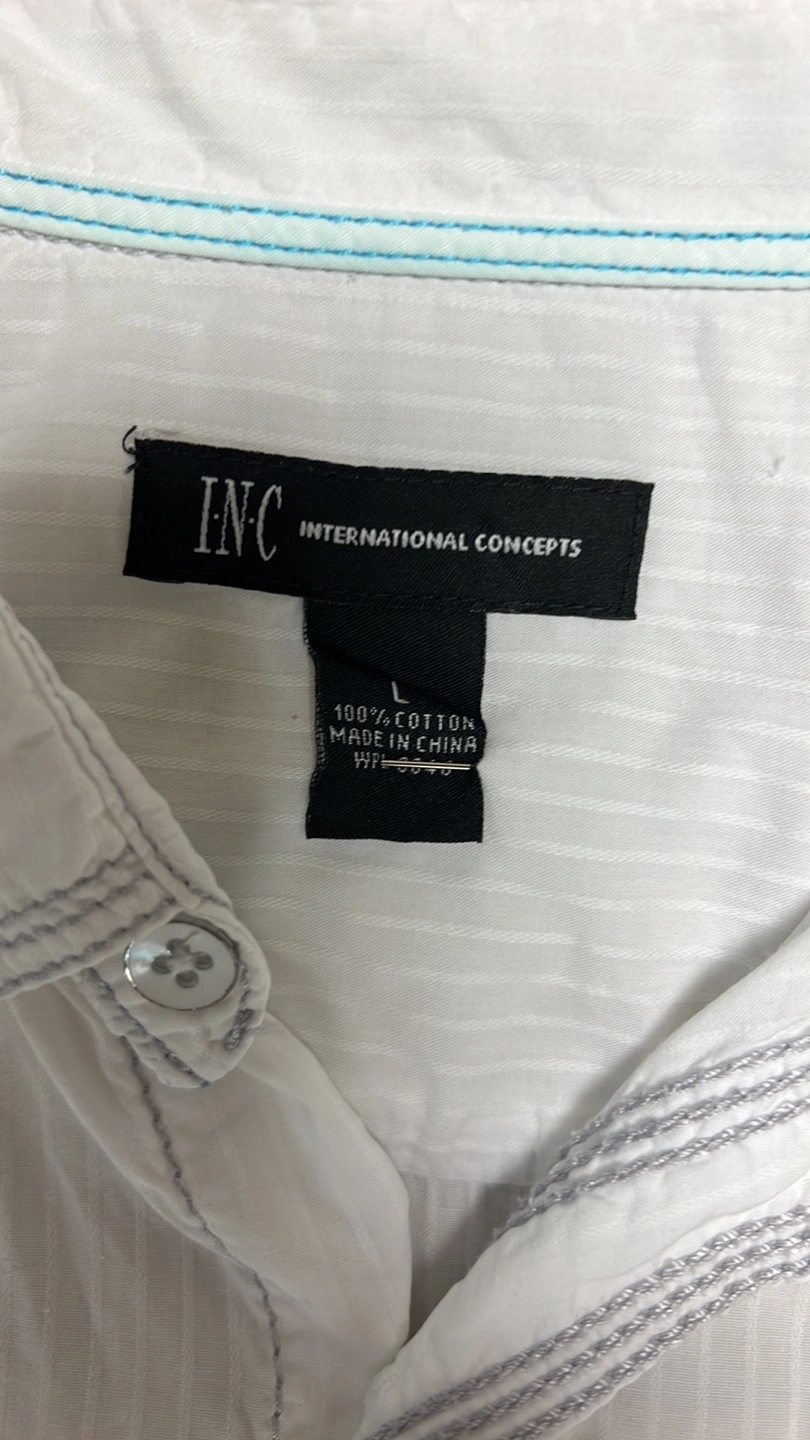 I·N·C INTERNATIONAL CONCEPTS
L
100% COTTON
MADE IN CHINA